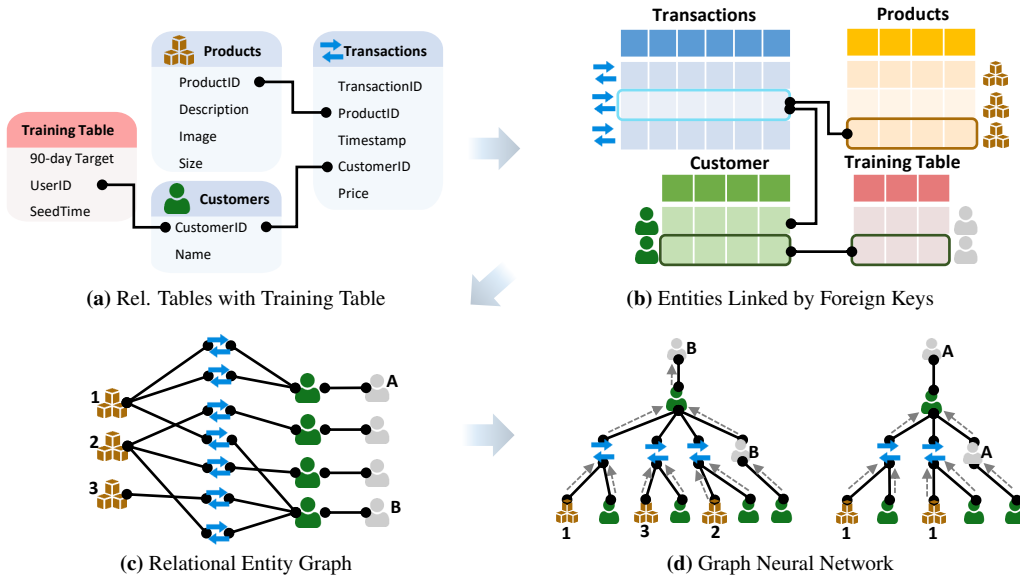 Products
ProductID
Description
Image
Size
Transactions
TransactionID
ProductID
Timestamp
CustomerID
Price
Training Table
90-day Target
UserID
SeedTime
Customers
CustomerID
Name
(a) Rel. Tables with Training Table
Transactions
Products
Customer
Training Table
(b) Entities Linked by Foreign Keys
1
2
3
A
B
(c) Relational Entity Graph
B
B
1
3
2
A
A
1
1
(d) Graph Neural Network